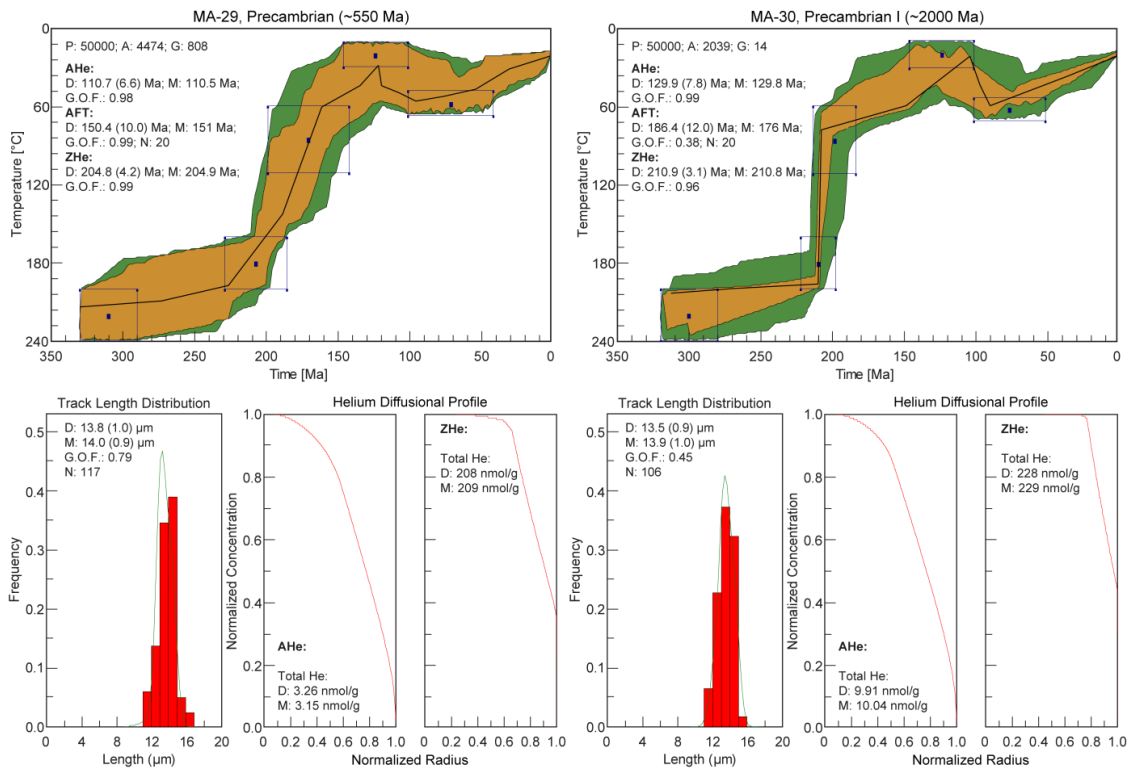 MA-29, Precambrian (~550 Ma)
P: 50000; A: 4474; G: 808
AHe:
D: 110.7 (6.6) Ma; M: 110.5 Ma;
G.O.F.: 0.98
AFT:
D: 150.4 (10.0) Ma; M: 151 Ma;
G.O.F.: 0.99; N: 20
ZHe:
D: 204.8 (4.2) Ma; M: 204.9 Ma;
G.O.F.: 0.99
Temperature [°C]
0
60
120
180
240
350
300
250
200
150
100
50
0
Time [Ma]
MA-30, Precambrian I (~2000 Ma)
P: 50000; A: 2039; G: 14
AHe:
D: 129.9 (7.8) Ma; M: 129.8 Ma;
G.O.F.: 0.99
AFT:
D: 186.4 (12.0) Ma; M: 176 Ma;
G.O.F.: 0.38; N: 20
ZHe:
D: 210.9 (3.1) Ma; M: 210.8 Ma;
G.O.F.: 0.96
Temperature [°C]
0
60
120
180
240
350
300
250
200
150
100
50
0
Time [Ma]
Track Length Distribution
D: 13.8 (1.0) µm
M: 14.0 (0.9) µm
G.O.F.: 0.79
N: 117
Frequency
0.5
0.4
0.3
0.2
0.1
0.0
0
4
8
12
16
20
Length (µm)
Helium Diffusional Profile
Normalized Concentration
1.0
0.8
0.6
0.4
0.2
0.0
AHe:
Total He:
D: 3.26 nmol/g
M: 3.15 nmol/g
0
0.2
0.4
0.6
0.8
1.0
ZHe:
Total He:
D: 208 nmol/g
M: 209 nmol/g
0
0.2
0.4
0.6
0.8
1.0
Normalized Radius
Track Length Distribution
D: 13.5 (0.9) µm
M: 13.9 (1.0) µm
G.O.F.: 0.45
N: 106
Frequency
0.5
0.4
0.3
0.2
0.1
0.0
0
4
8
12
16
20
Length (µm)
Helium Diffusional Profile
Normalized Concentration
1.0
0.8
0.6
0.4
0.2
0.0
AHe:
Total He:
D: 9.91 nmol/g
M: 10.04 nmol/g
0
0.2
0.4
0.6
0.8
1.0
ZHe:
Total He:
D: 228 nmol/g
M: 229 nmol/g
0
0.2
0.4
0.6
0.8
1.0
Normalized Radius